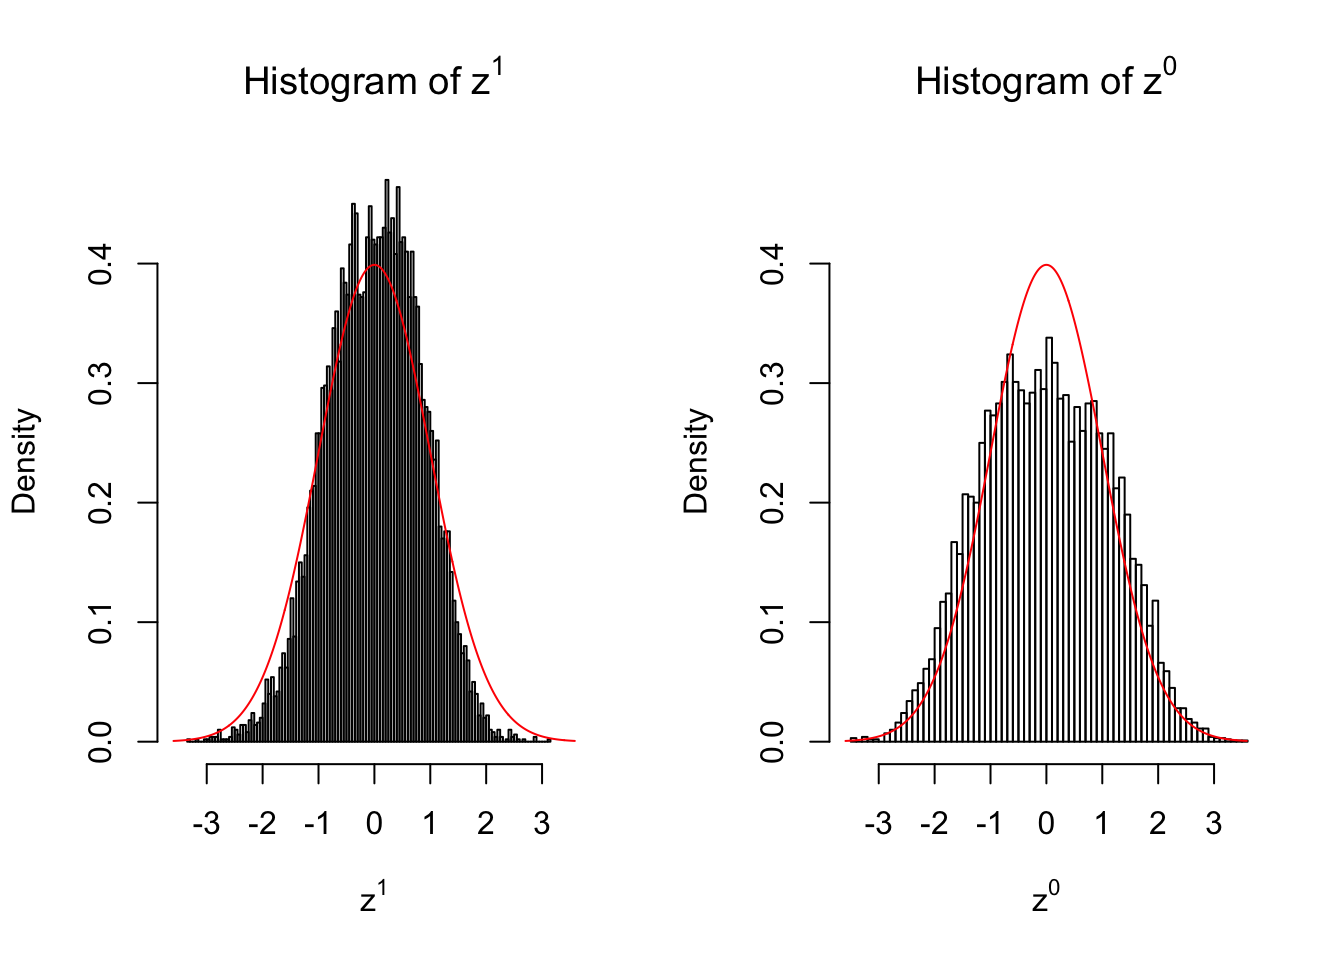 Histogram of z¹
Density
0.0 0.1 0.2 0.3 0.4
-3 -2 -1 0 1 2 3
z¹
Histogram of z⁰
Density
0.0 0.1 0.2 0.3 0.4
-3 -2 -1 0 1 2 3
z⁰